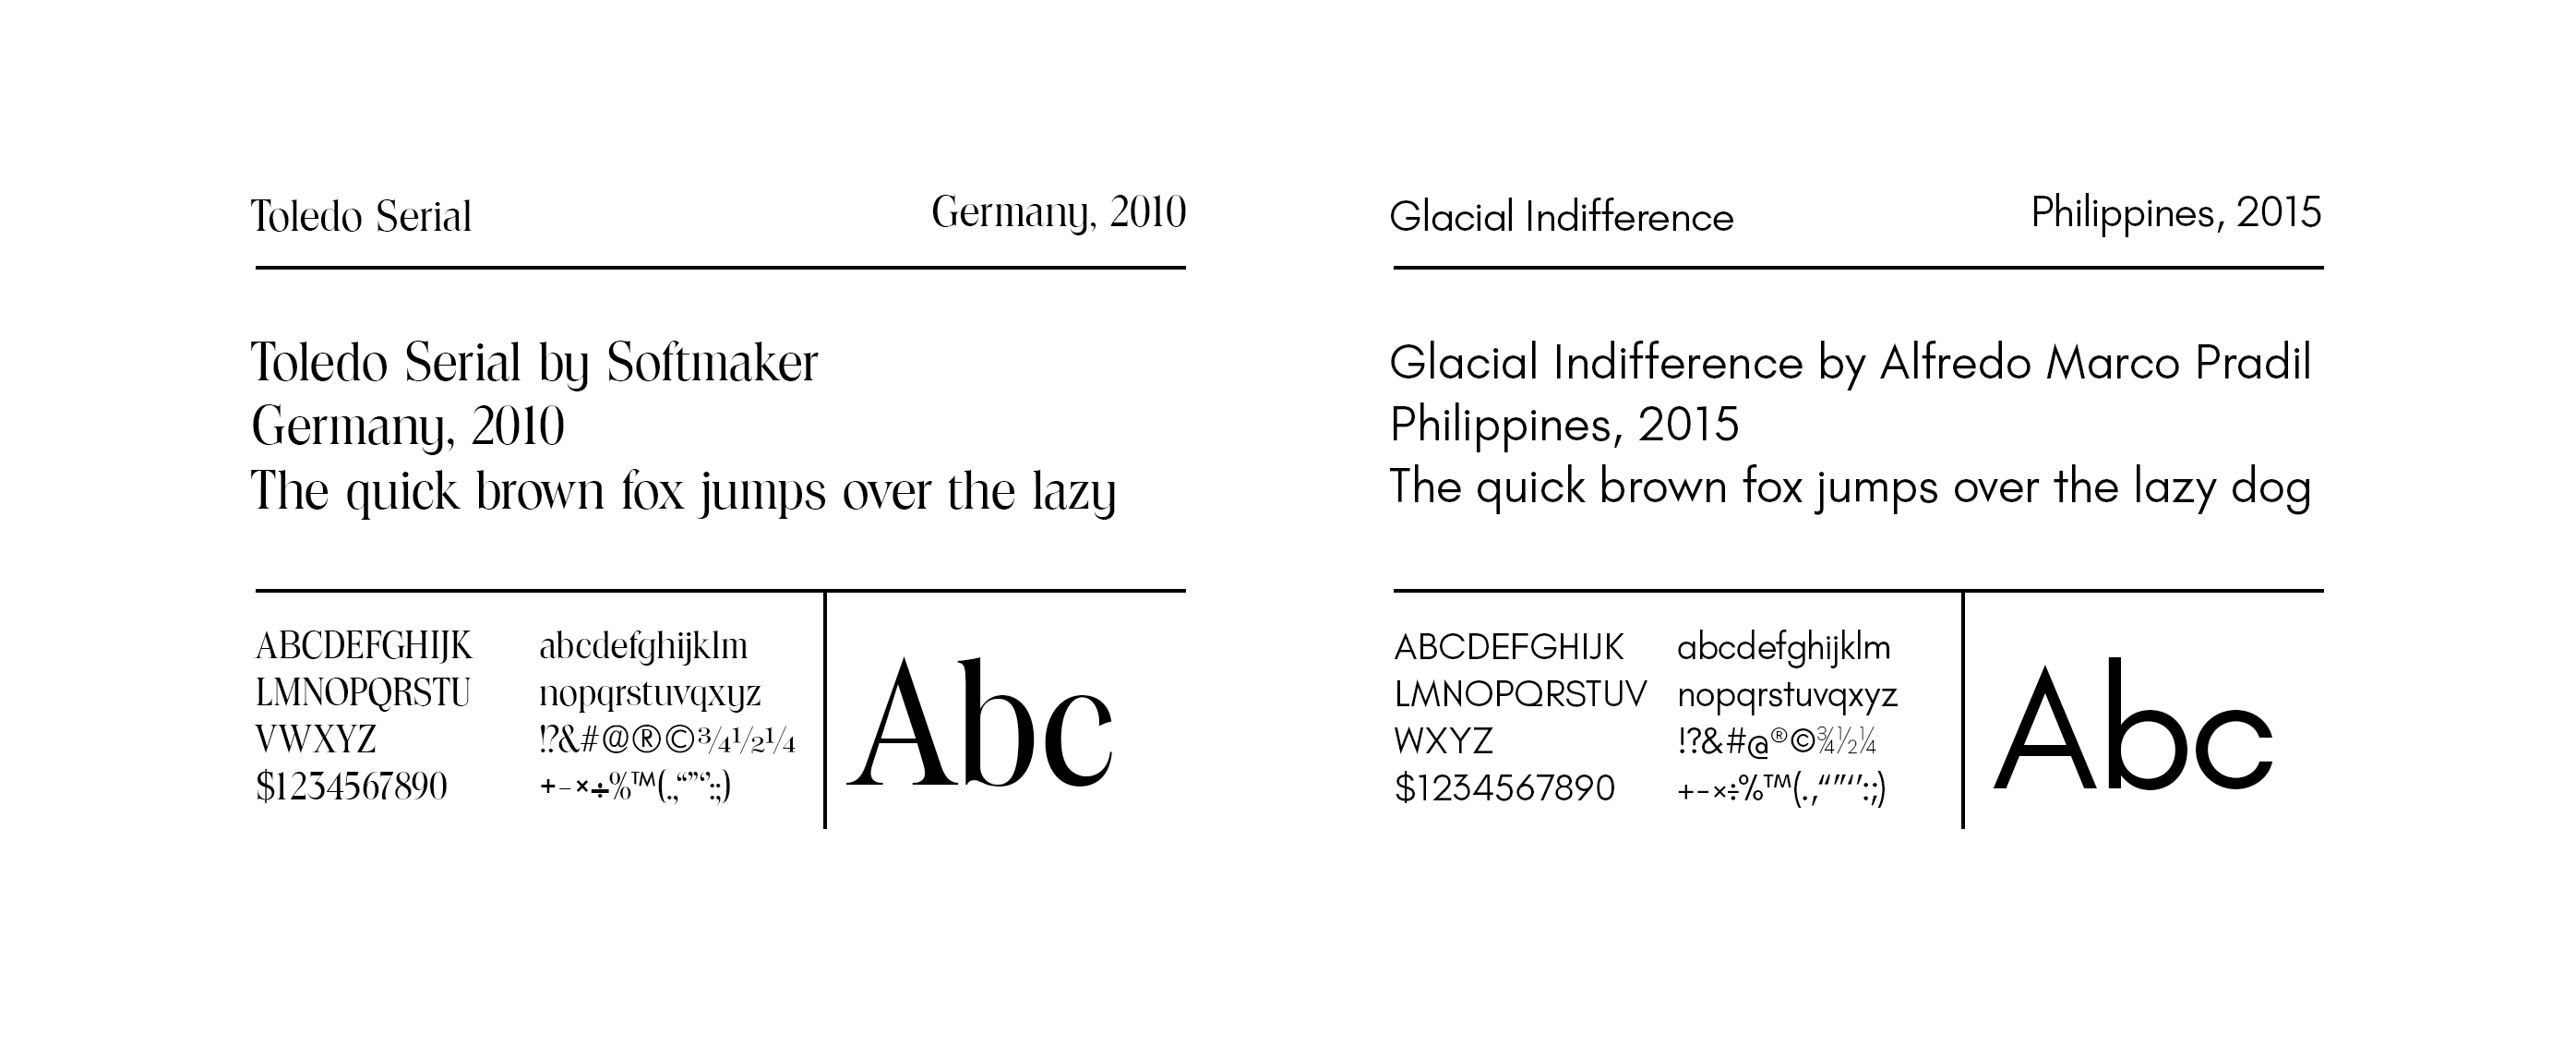 Toledo Serial
Germany, 2010
Toledo Serial by Softmaker
Germany, 2010
The quick brown fox jumps over the lazy
ABCDEFGHIJK
LMNOPQRSTU
VWXYZ
$1234567890
abcdefghijklm
nopqrstuvqxyz
!?&#@®©¾½¼
+-×÷%™(.,“”‘’:;)
Abc
Glacial Indifference
Philippines, 2015
Glacial Indifference by Alfredo Marco Pradil
Philippines, 2015
The quick brown fox jumps over the lazy dog
ABCDEFGHIJK
LMNOPQRSTUV
WXYZ
$1234567890
abcdefghijklm
nopqrstuvqxyz
!?&#@®©¾½¼
+-×÷%™(.,“”‘’:;)
Abc